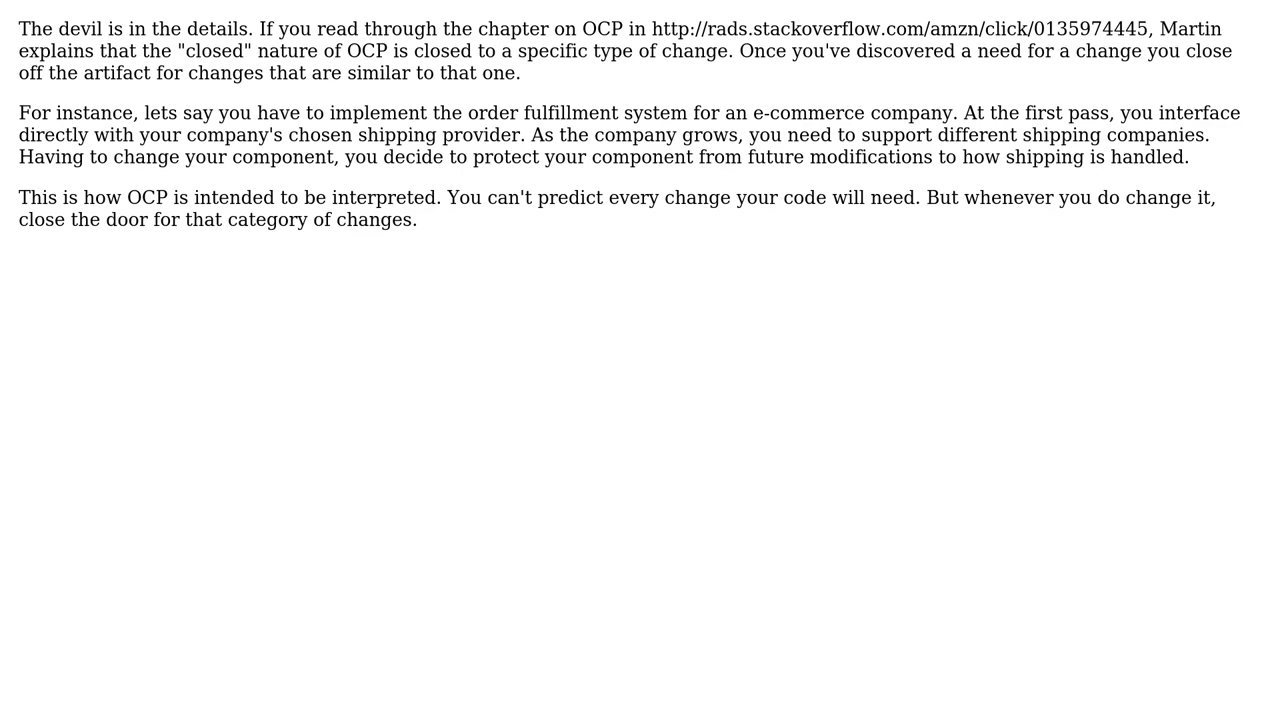 The devil is in the details. If you read through the chapter on OCP in http://rads.stackoverflow.com/amzn/click/0135974445, Martin
explains that the "closed" nature of OCP is closed to a specific type of change. Once you've discovered a need for a change you close
off the artifact for changes that are similar to that one.
For instance, lets say you have to implement the order fulfillment system for an e-commerce company. At the first pass, you interface
directly with your company's chosen shipping provider. As the company grows, you need to support different shipping companies.
Having to change your component, you decide to protect your component from future modifications to how shipping is handled.
This is how OCP is intended to be interpreted. You can't predict every change your code will need. But whenever you do change it,
close the door for that category of changes.